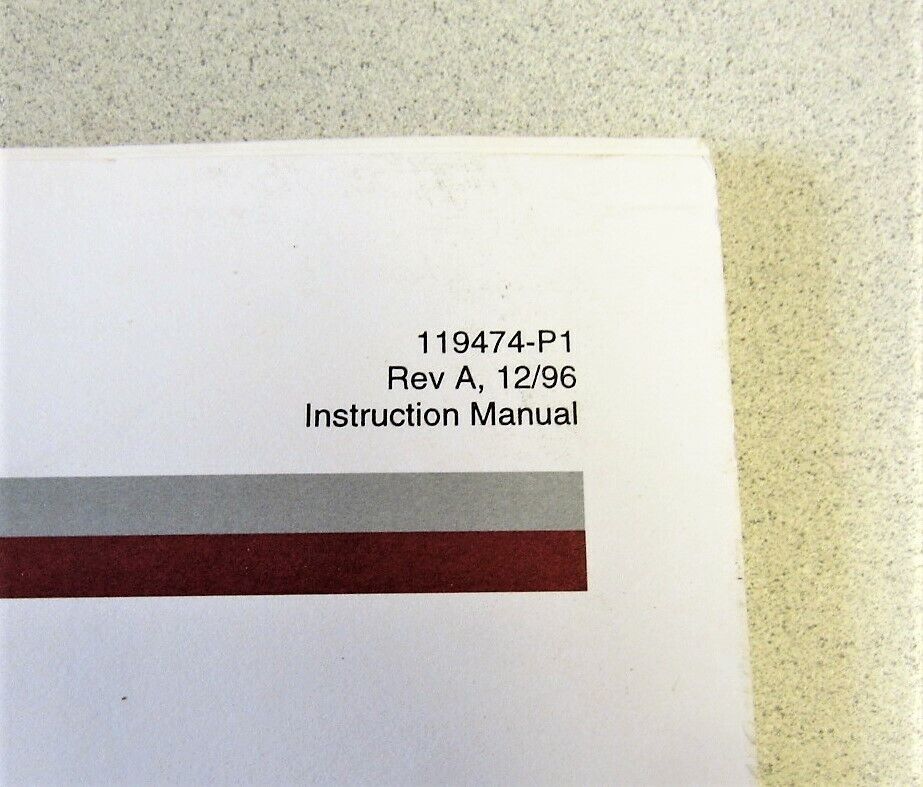 119474-P1
Rev A, 12/96
Instruction Manual